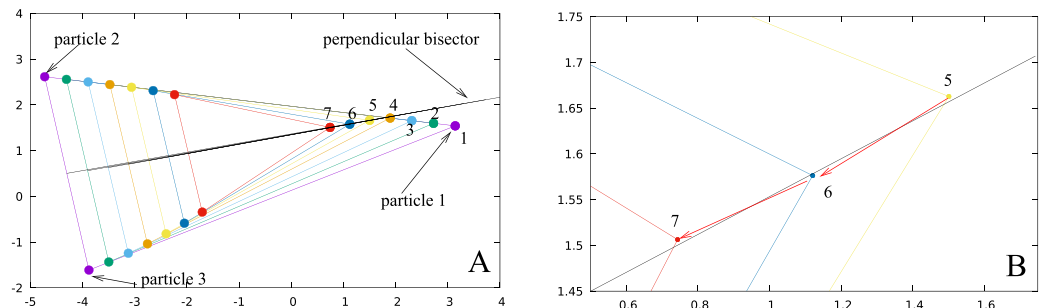 4
3
2
1
0
-1
-2
-5 -4 -3 -2 -1 0 1 2 3 4
particle 2
perpendicular bisector
7 6 5 4 3 2 1
particle 1
particle 3
A
1.75
1.7
1.65
1.6
1.55
1.5
1.45
0.6 0.8 1 1.2 1.4 1.6
5
6
7
B